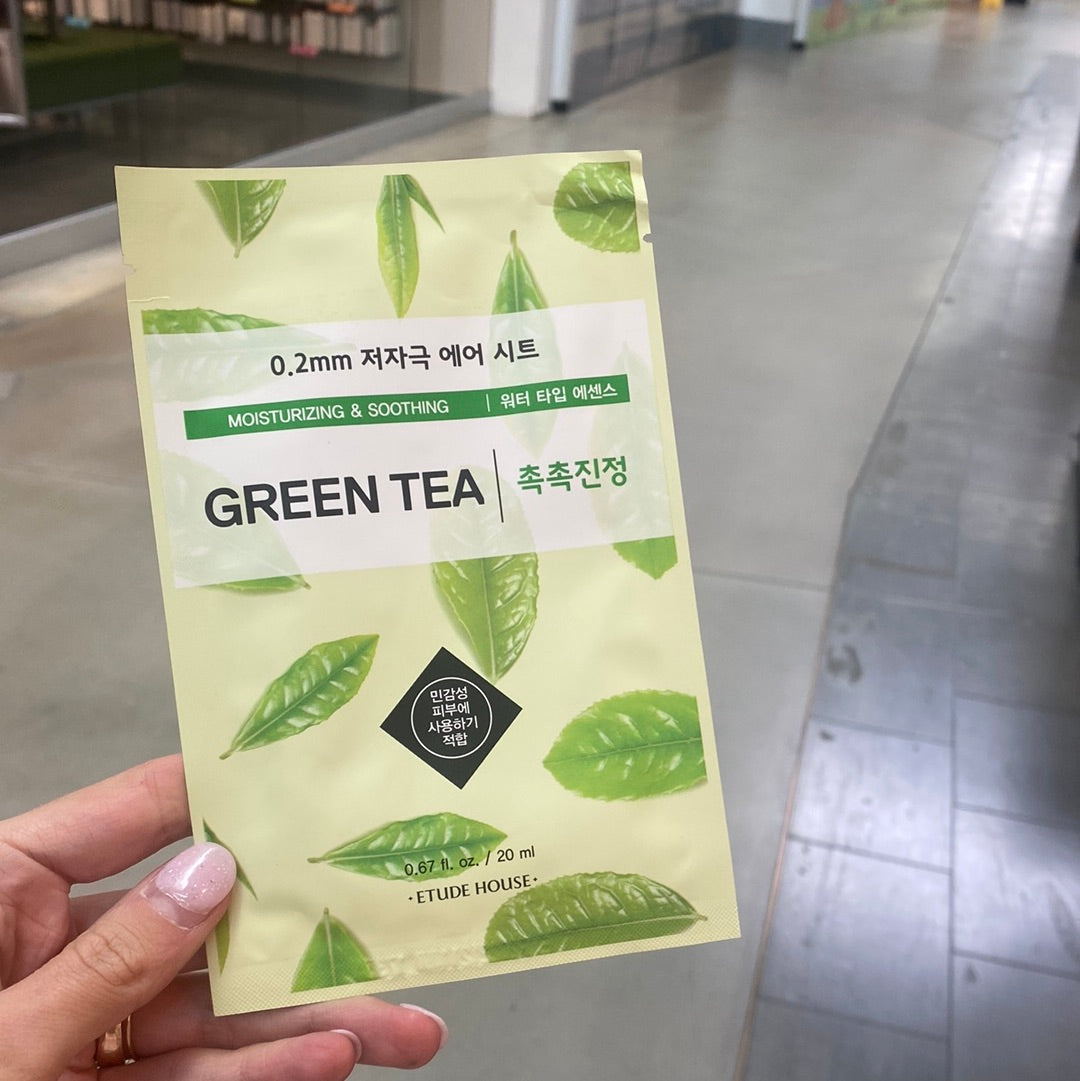 0.2mm 저자극 에어 시트
MOISTURIZING & SOOTHING | 워터 타입 에센스
GREEN TEA | 촉촉진정
민감성
피부에
사용하기
적합
0.67 fl. oz. / 20 ml
·ETUDE HOUSE·